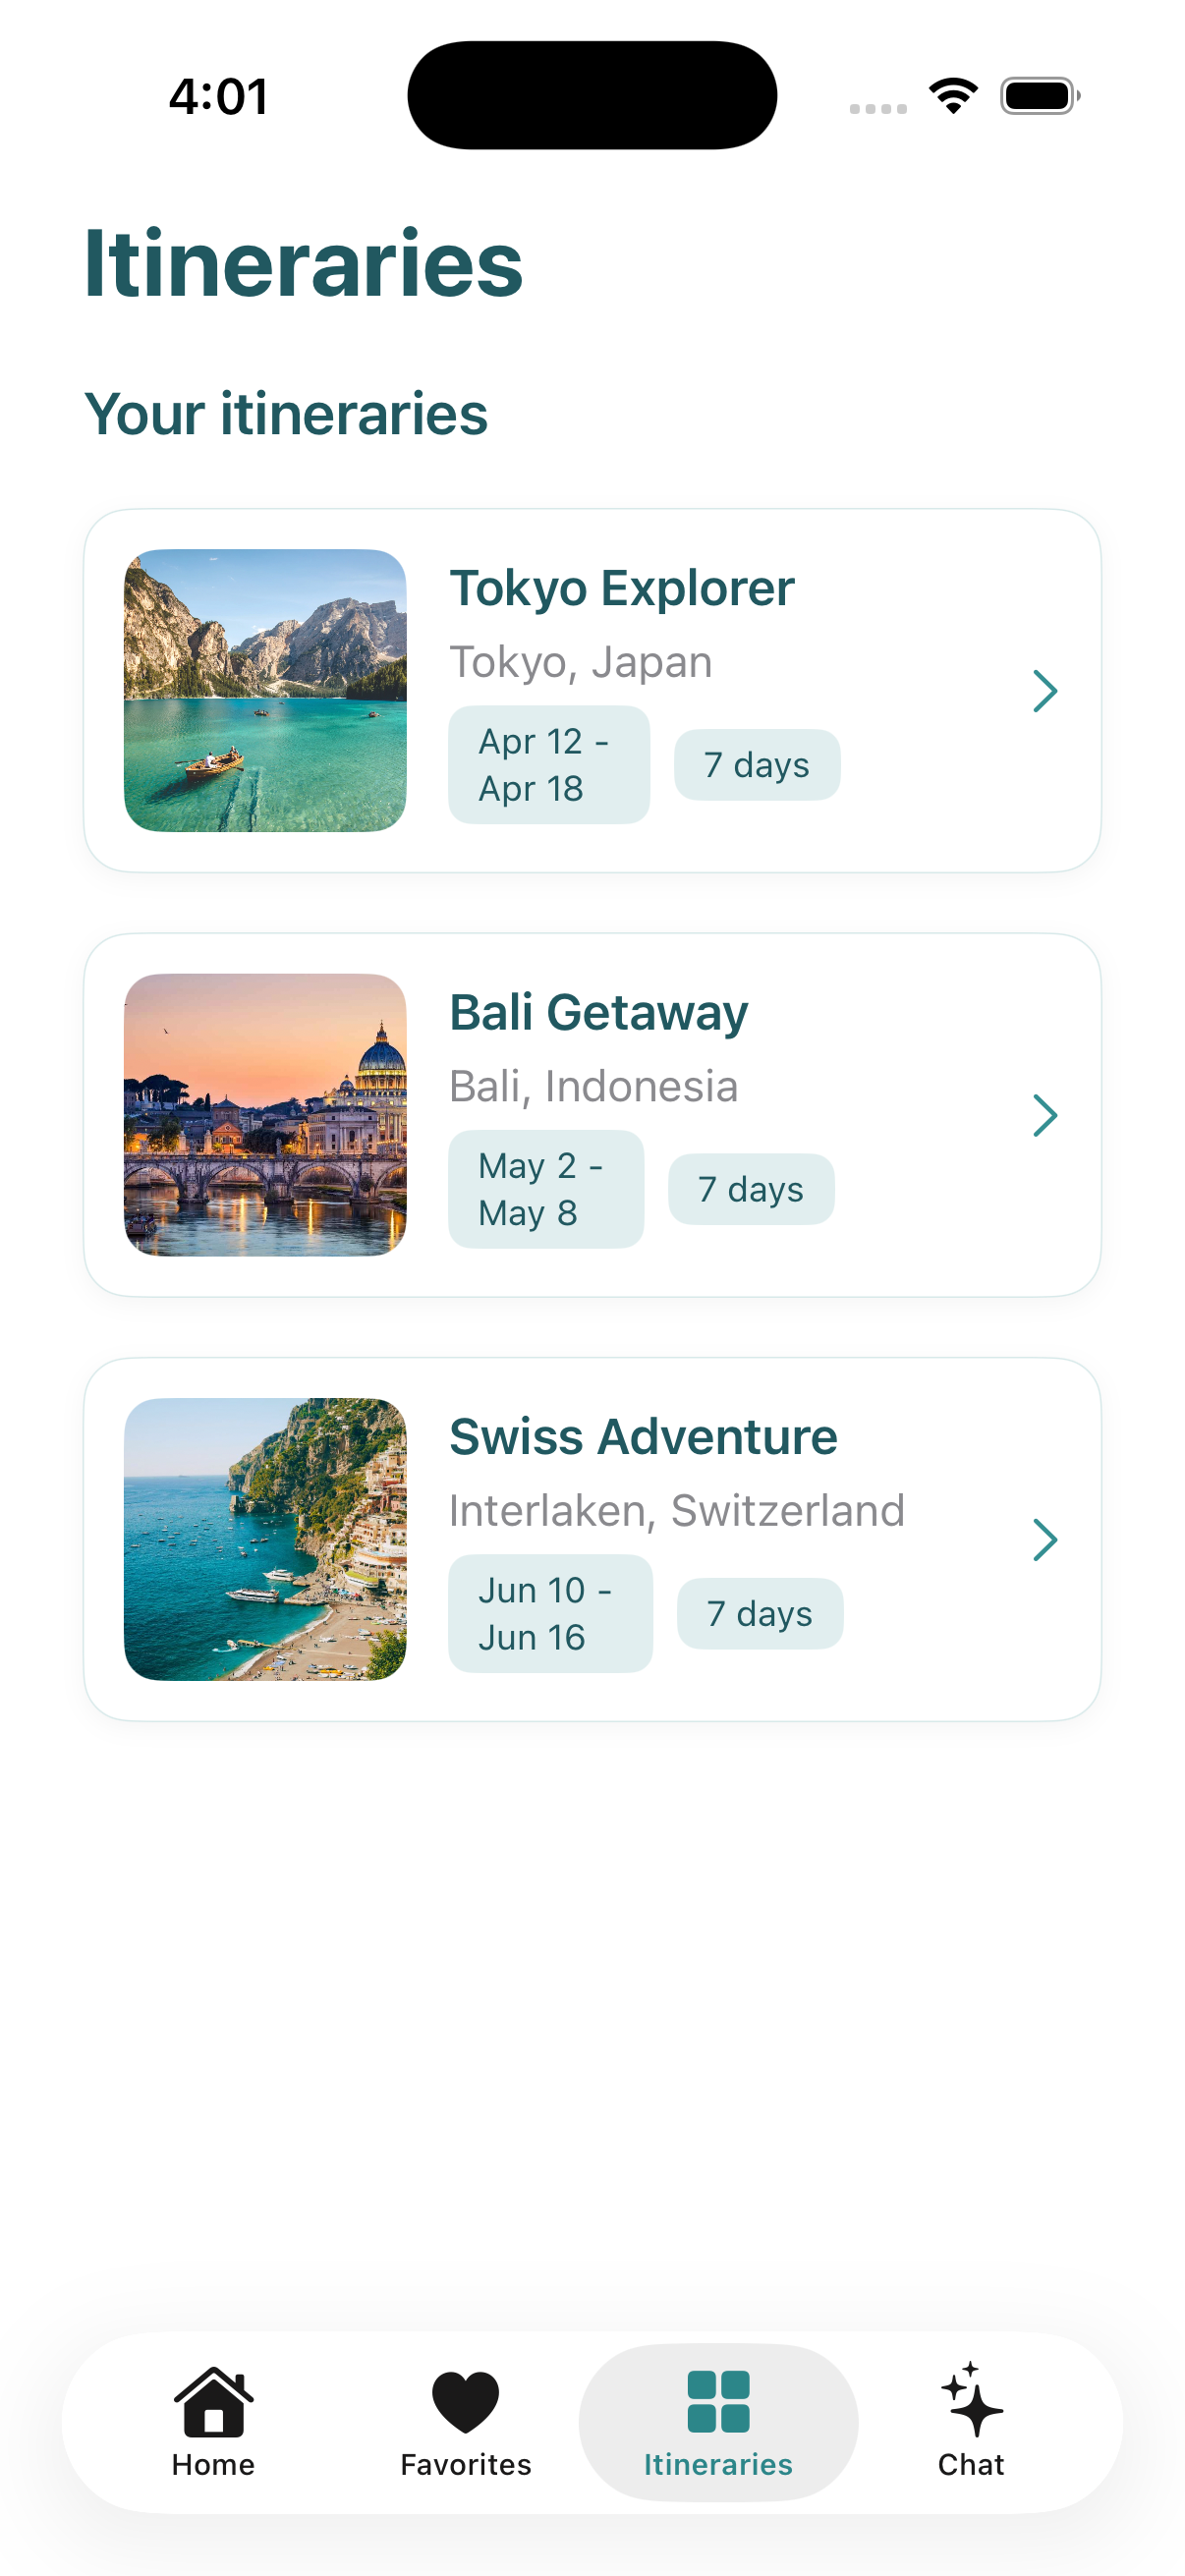 4:01
Itineraries
Your itineraries
Tokyo Explorer
Tokyo, Japan
Apr 12 -
Apr 18
7 days
Bali Getaway
Bali, Indonesia
May 2 -
May 8
7 days
Swiss Adventure
Interlaken, Switzerland
Jun 10 -
Jun 16
7 days
Home
Favorites
Itineraries
Chat